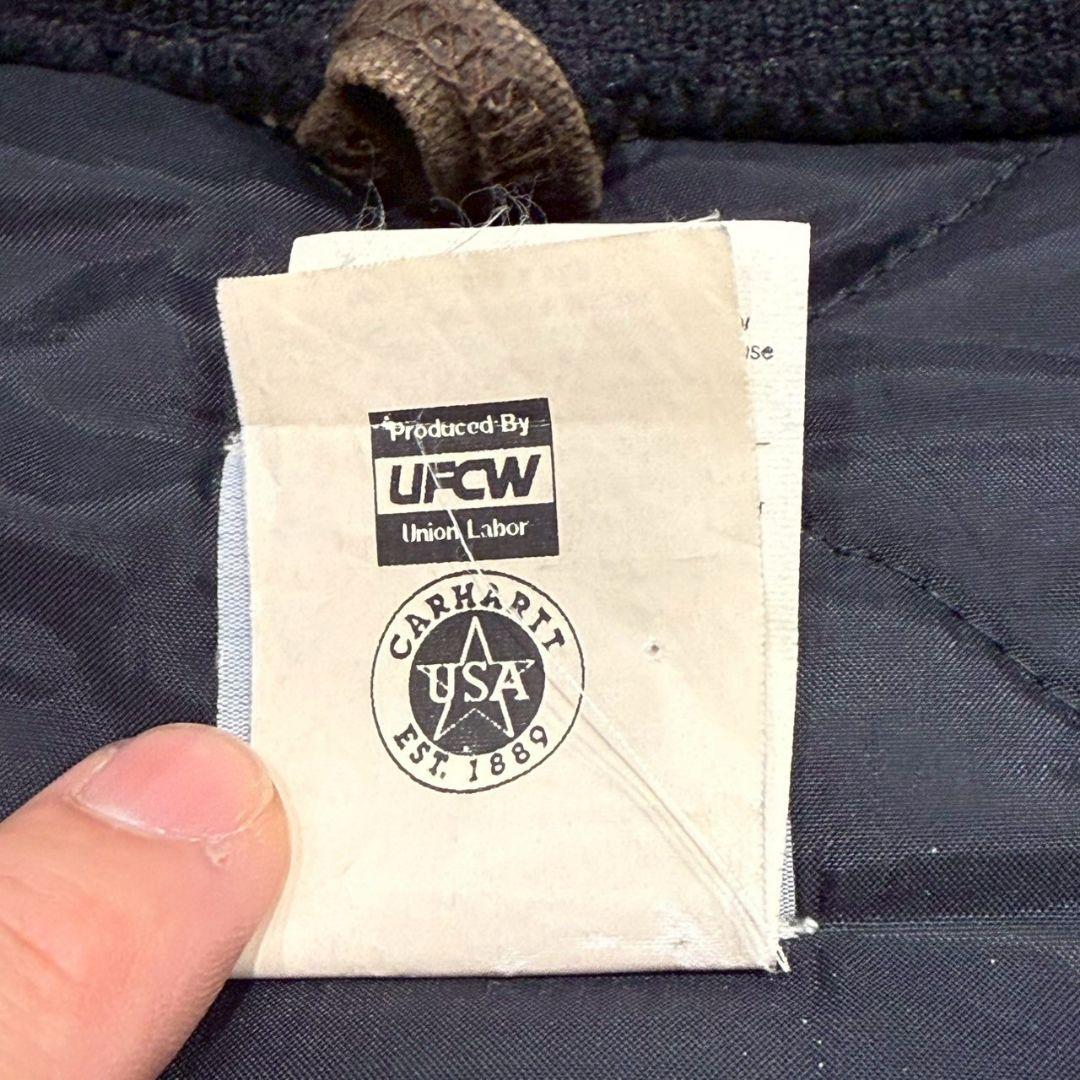 Produced By
UFCW
Union Labor
CARHARTT
USA
EST. 1889